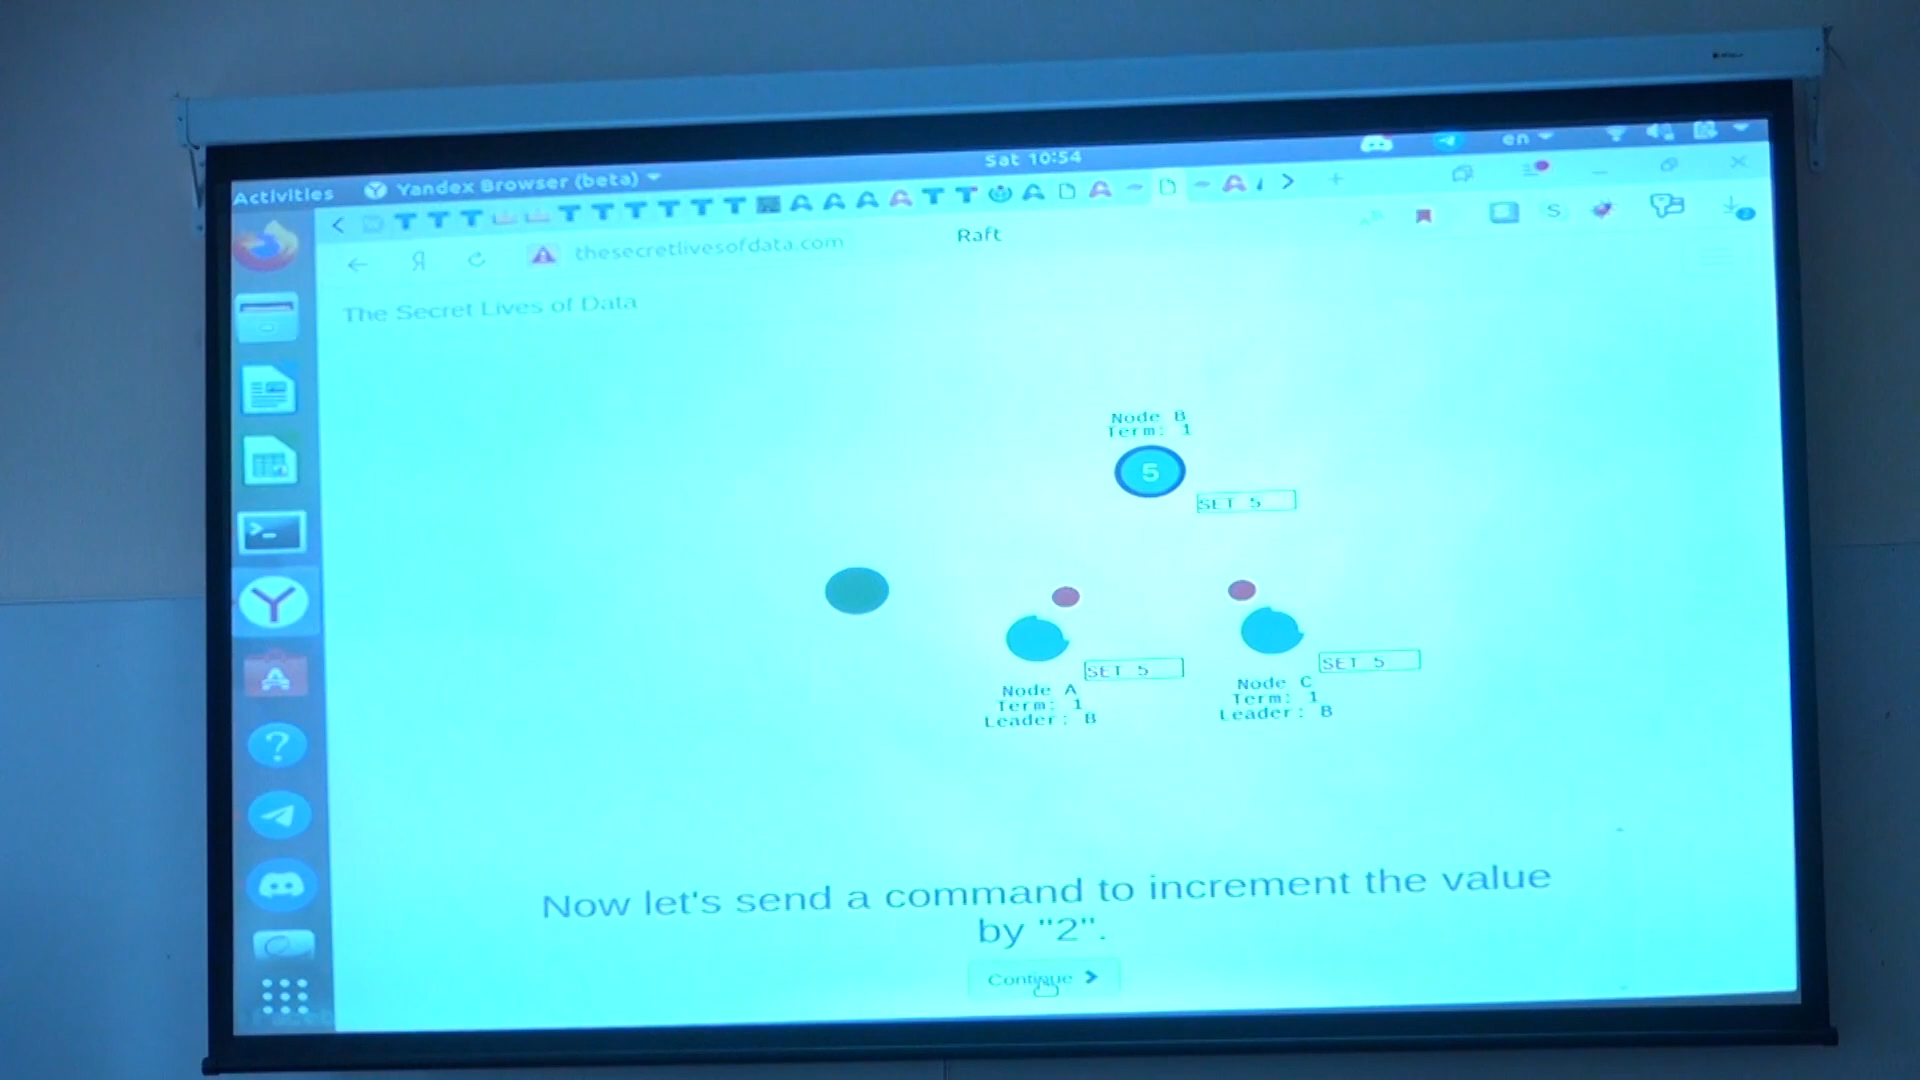 Sat 10:54
en
Activities
Yandex Browser (beta)
Raft
thesecretlivesofdata.com
The Secret Lives of Data
Node B
Term: 1
5
SET 5
SET 5
SET 5
Node A
Term: 1
Leader: B
Node C
Term: 1
Leader: B
Now let's send a command to increment the value
by "2".
Continue